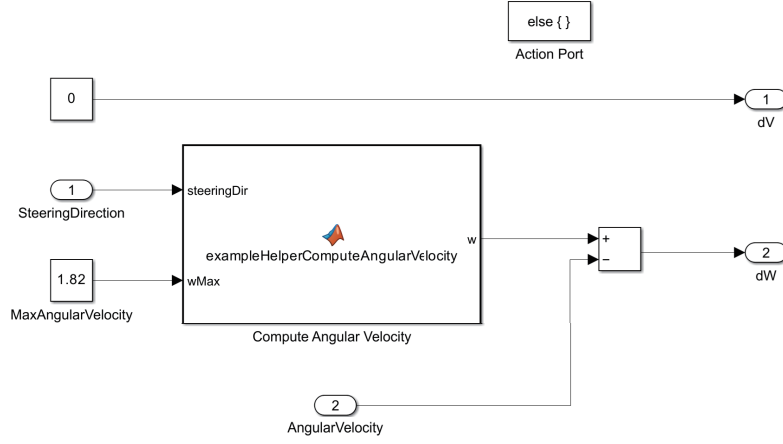 else { }
Action Port
0
1
dV
1
steeringDir
SteeringDirection
w
+
exampleHelperComputeAngularVelocity
−
2
1.82
wMax
dW
MaxAngularVelocity
Compute Angular Velocity
2
AngularVelocity